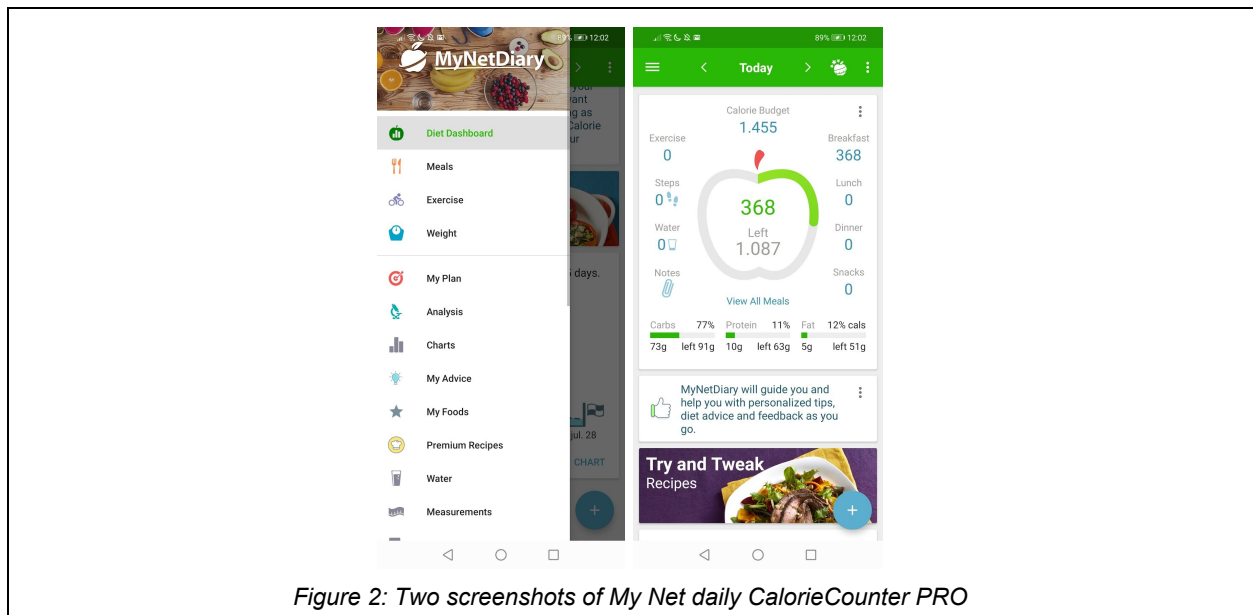 12:02
MyNetDiary
your
ant
g as
Calorie
ur
Diet Dashboard
Meals
Exercise
Weight
days.
My Plan
Analysis
Charts
My Advice
My Foods
jul. 28
Premium Recipes
CHART
Water
Measurements
89% 12:02
Today
Calorie Budget
1.455
Exercise
0
Breakfast
368
Steps
0
Lunch
0
368
Left
1.087
Water
0
Dinner
0
Notes
Snacks
0
View All Meals
Carbs 77% Protein 11% Fat 12% cals
73g left 91g 10g left 63g 5g left 51g
MyNetDiary will guide you and
help you with personalized tips,
diet advice and feedback as you
go.
Try and Tweak
Recipes
Figure 2: Two screenshots of My Net daily CalorieCounter PRO